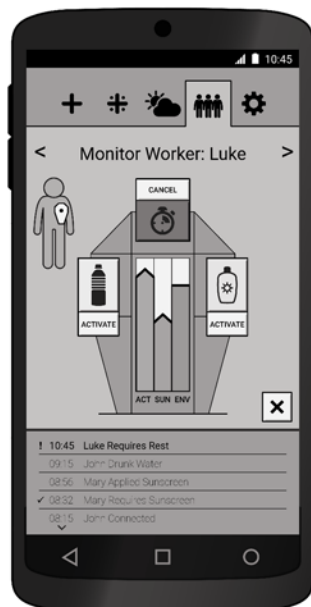 10:45
< Monitor Worker: Luke >
CANCEL
ACTIVATE
ACTIVATE
ACT SUN ENV
! 10:45 Luke Requires Rest
09:15 John Drunk Water
08:56 Mary Applied Sunscreen
✓ 08:32 Mary Requires Sunscreen
08:15 John Connected